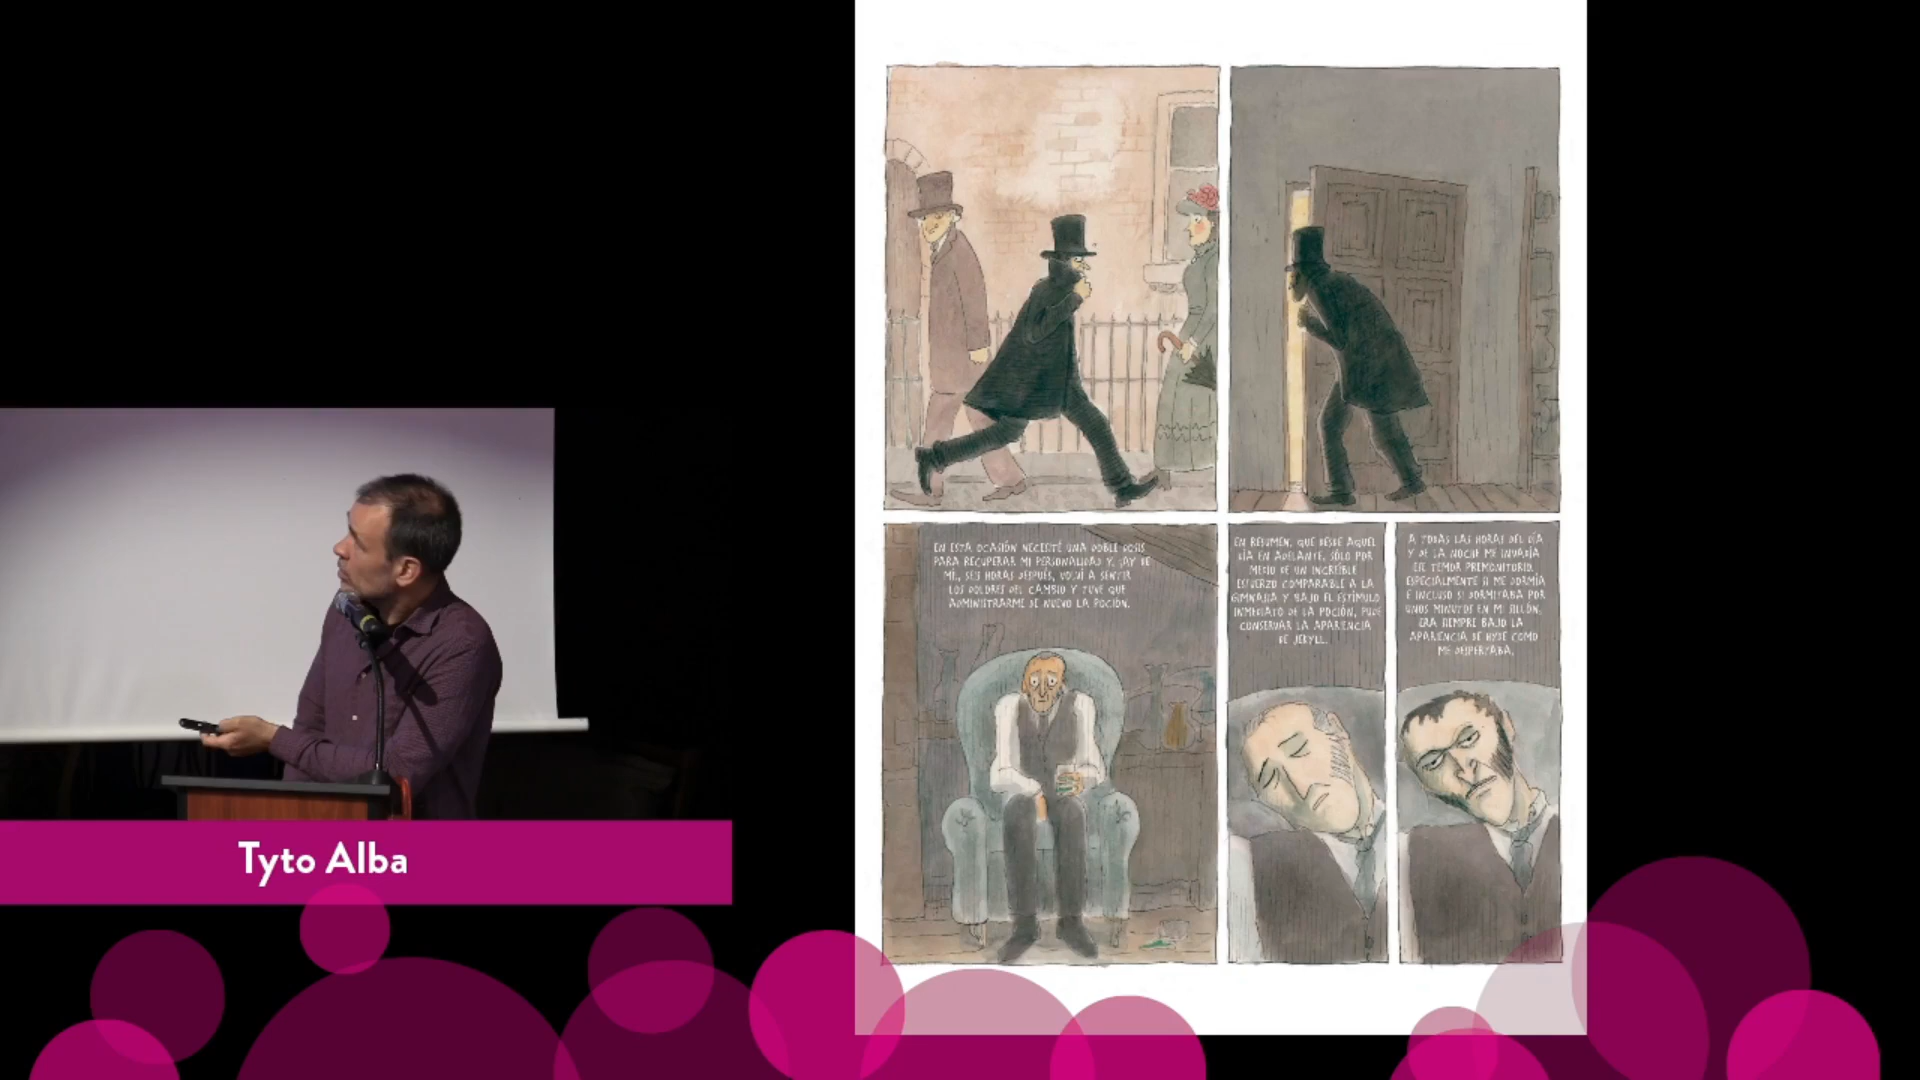 EN ESTA OCASIÓN NECESITÉ UNA DOBLE DOSIS
PARA RECUPERAR MI PERSONALIDAD Y, ¡AY DE
MÍ!, SEIS HORAS DESPUÉS, VOLVÍ A SENTIR
LOS DOLORES DEL CAMBIO Y TUVE QUE
ADMINISTRARME DE NUEVO LA POCIÓN.
EN RESUMEN, QUE DESDE AQUEL
DÍA EN ADELANTE, SÓLO POR
MEDIO DE UN INCREÍBLE
ESFUERZO COMPARABLE A LA
GIMNASIA Y BAJO EL ESTÍMULO
INMEDIATO DE LA POCIÓN, PUDE
CONSERVAR LA APARIENCIA
DE JEKYLL.
A TODAS LAS HORAS DEL DÍA
Y DE LA NOCHE ME INVADÍA
ESE TEMOR PREMONITORIO.
ESPECIALMENTE SI ME DORMÍA
E INCLUSO SI DORMITABA POR
UNOS MINUTOS EN MI SILLÓN,
ERA SIEMPRE BAJO LA
APARIENCIA DE HYDE COMO
ME DESPERTABA.
Tyto Alba